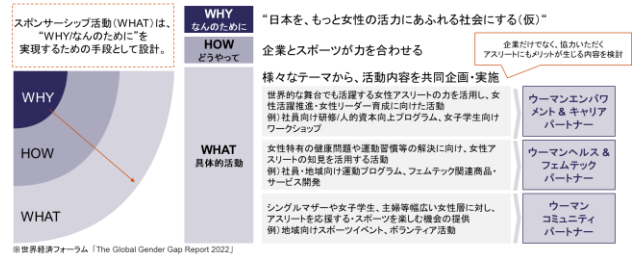 スポンサーシップ活動（WHAT）は、
“WHY/なんのために”を
実現するための手段として設計。
WHY
HOW
WHAT
WHY
なんのために
“日本を、もっと女性の活力にあふれる社会にする（仮）“
HOW
どうやって
企業とスポーツが力を合わせる
企業だけでなく、協力いただく
アスリートにもメリットが生じる内容を検討
WHAT
具体的活動
様々なテーマから、活動内容を共同企画・実施
世界的な舞台でも活躍する女性アスリートの力を活用し、女
性活躍推進・女性リーダー育成に向けた活動
例）社員向け研修/人的資本向上プログラム、女子学生向け
ワークショップ
ウーマンエンパワ
メント & キャリア
パートナー
女性特有の健康問題や運動習慣等の解決に向け、女性ア
スリートの知見を活用する活動
例）社員・地域向け運動プログラム、フェムテック関連商品・
サービス開発
ウーマンヘルス &
フェムテック
パートナー
シングルマザーや女子学生、主婦等幅広い女性層に対し、
アスリートを応援する・スポーツを楽しむ機会の提供
例）地域向けスポーツイベント、ボランティア活動
ウーマン
コミュニティ
パートナー
※世界経済フォーラム 「The Global Gender Gap Report 2022」